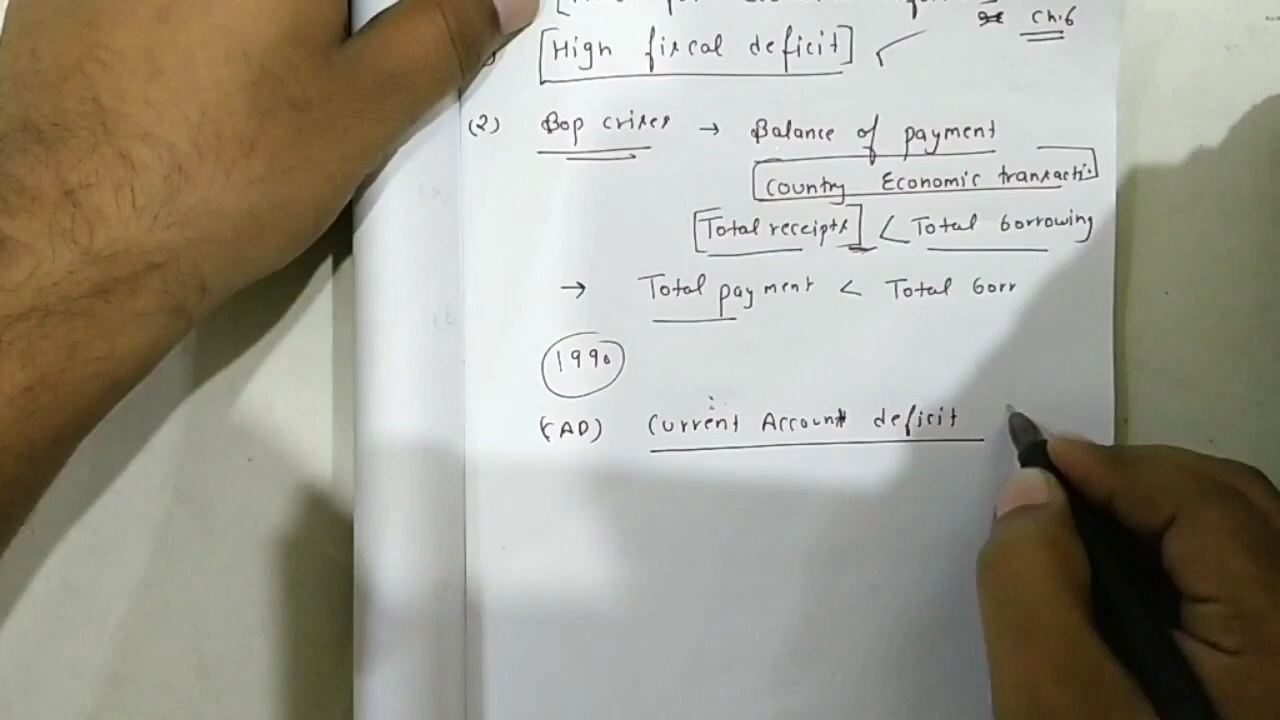 Ch.6
[High fiscal deficit] ✓
(2) Bop crises → Balance of payment
Country Economic transacti
[Total receipts] < Total borrowing
→ Total payment < Total borr
1990
(AD) Current Account deficit